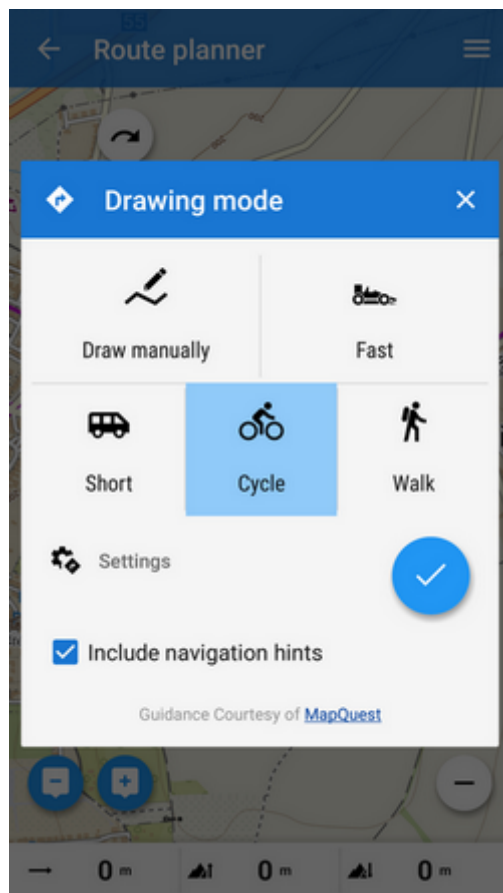 Route planner
Drawing mode
Draw manually
Fast
Short
Cycle
Walk
Settings
Include navigation hints
Guidance Courtesy of MapQuest
0 m
0 m
0 m